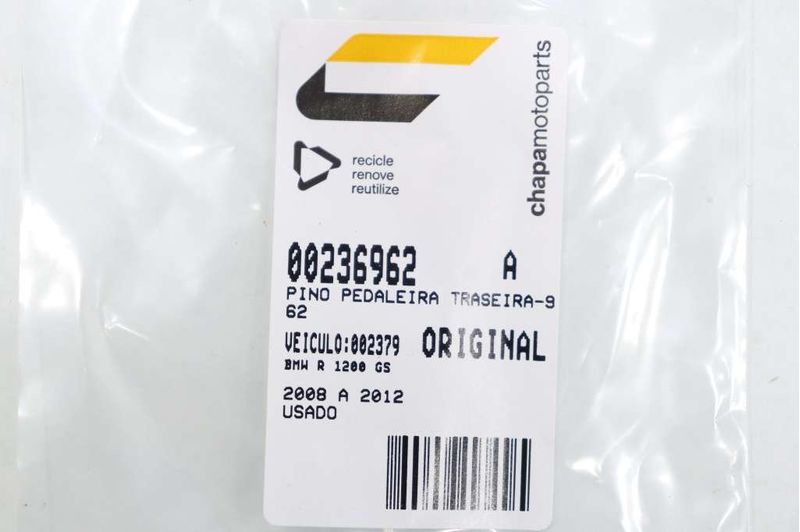 chapamotoparts
recicle
renove
reutilize
00236962 A
PINO PEDALEIRA TRASEIRA-9
62
VEICULO:002379 ORIGINAL
BMW R 1200 GS
2008 A 2012
USADO